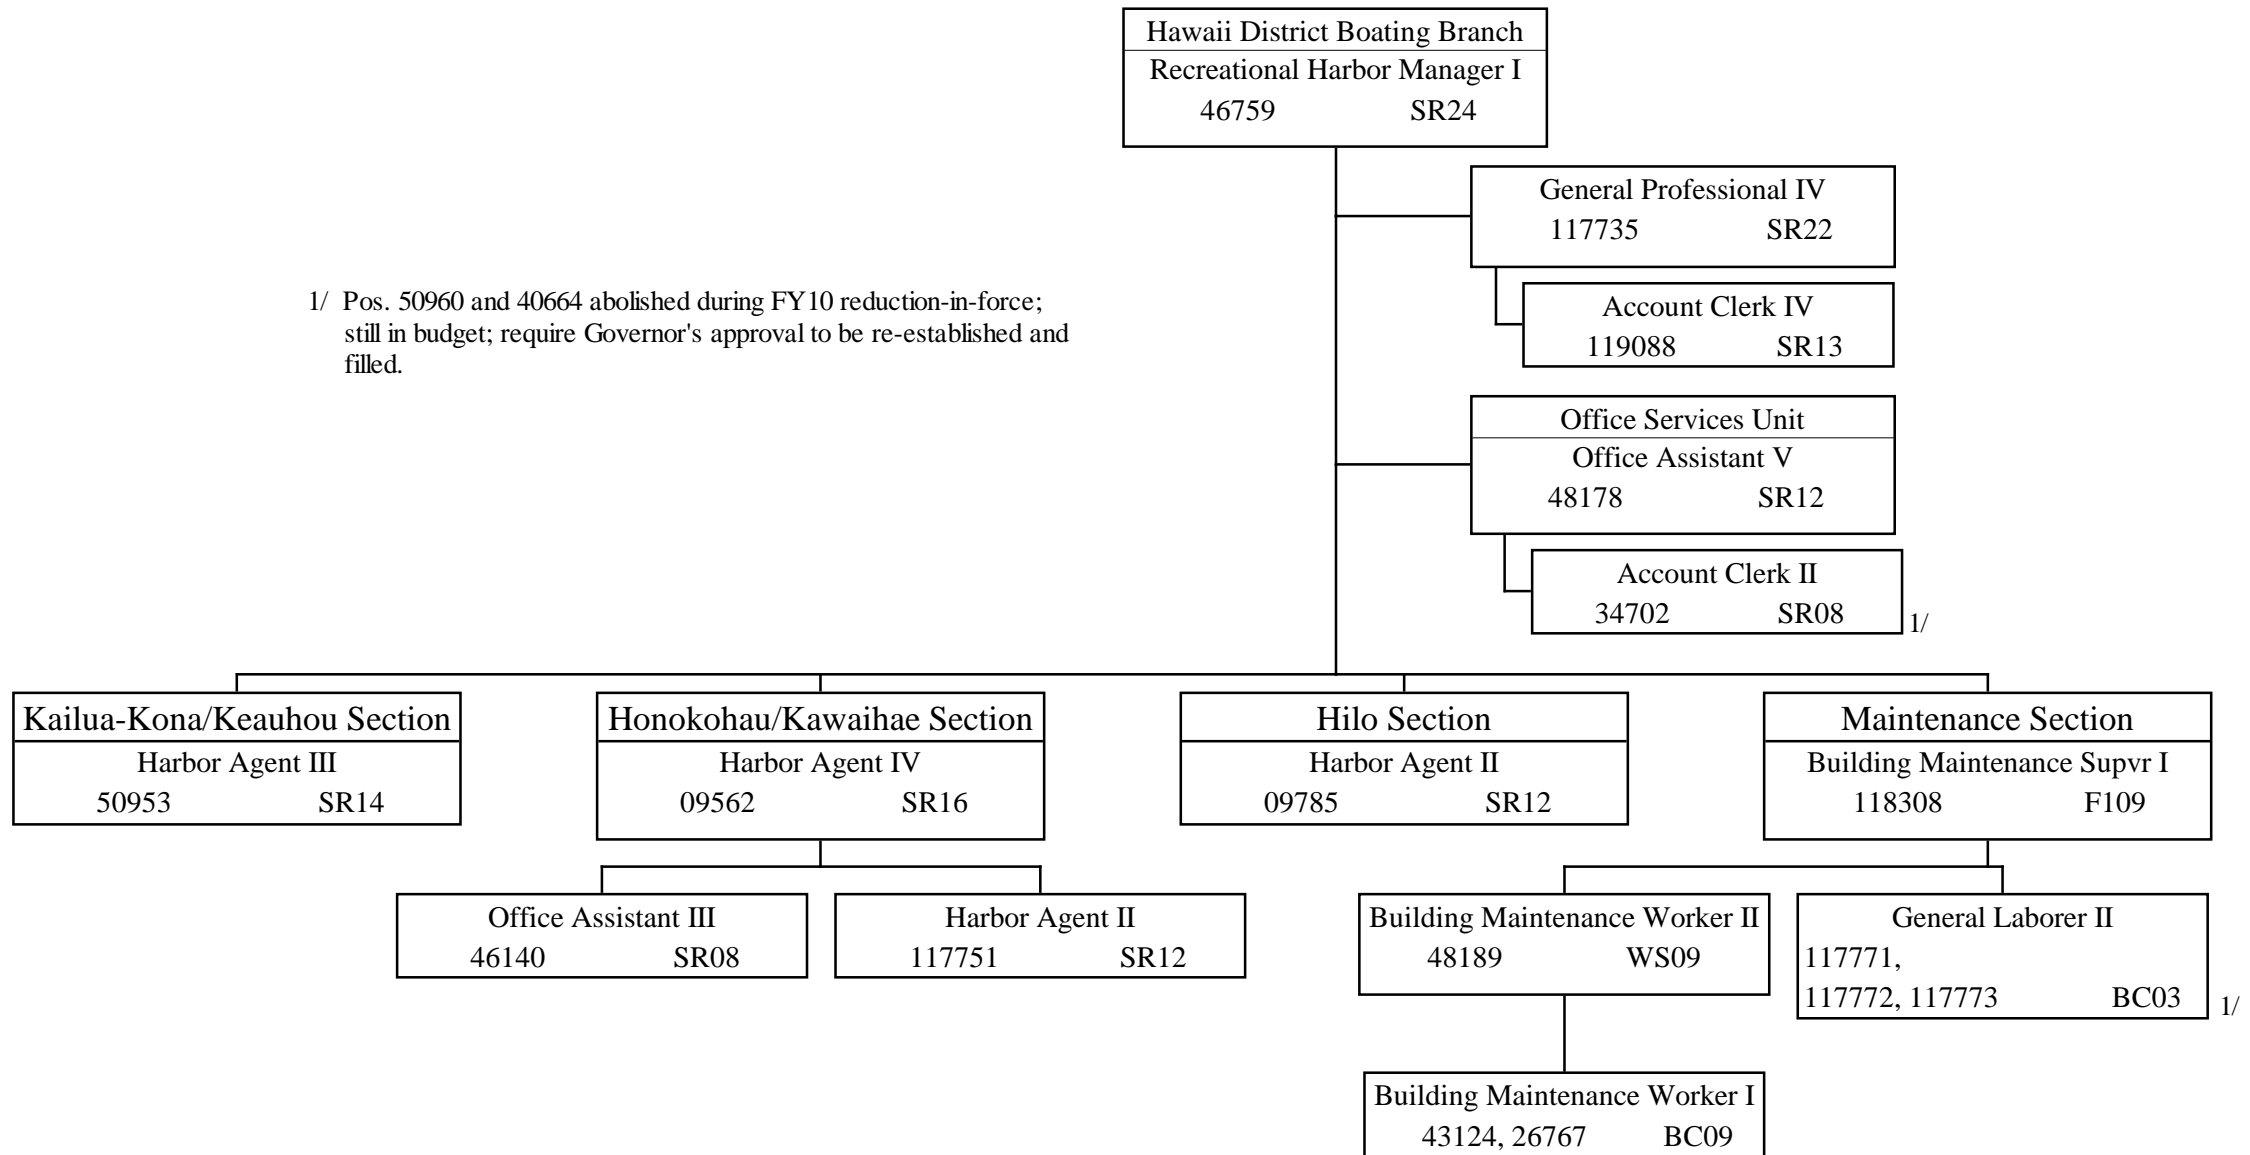 Hawaii District Boating Branch
Recreational Harbor Manager I
46759 SR24
General Professional IV
117735 SR22
1/ Pos. 50960 and 40664 abolished during FY10 reduction-in-force;
still in budget; require Governor's approval to be re-established and
filled.
Account Clerk IV
119088 SR13
Office Services Unit
Office Assistant V
48178 SR12
Account Clerk II
34702 SR08
1/
Kailua-Kona/Keauhou Section
Harbor Agent III
50953 SR14
Honokohau/Kawaihae Section
Harbor Agent IV
09562 SR16
Hilo Section
Harbor Agent II
09785 SR12
Maintenance Section
Building Maintenance Supvr I
118308 F109
Office Assistant III
46140 SR08
Harbor Agent II
117751 SR12
Building Maintenance Worker II
48189 WS09
General Laborer II
117771,
117772, 117773 BC03
1/
Building Maintenance Worker I
43124, 26767 BC09